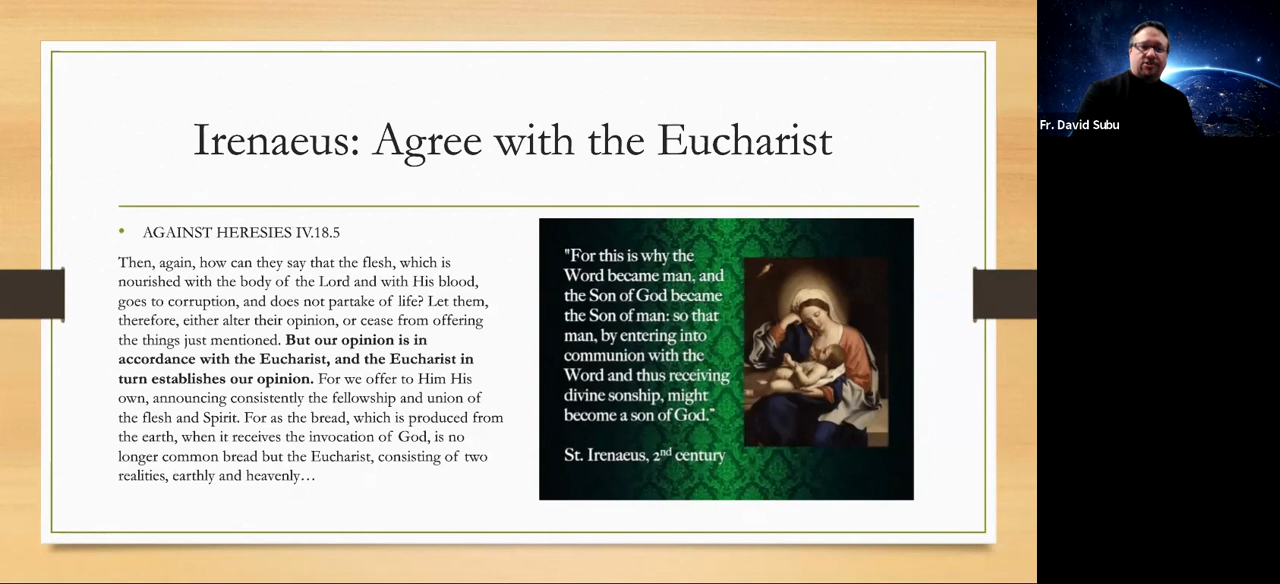 Irenaeus: Agree with the Eucharist
• AGAINST HERESIES IV.18.5
Then, again, how can they say that the flesh, which is
nourished with the body of the Lord and with His blood,
goes to corruption, and does not partake of life? Let them,
therefore, either alter their opinion, or cease from offering
the things just mentioned. But our opinion is in
accordance with the Eucharist, and the Eucharist in
turn establishes our opinion. For we offer to Him His
own, announcing consistently the fellowship and union of
the flesh and Spirit. For as the bread, which is produced from
the earth, when it receives the invocation of God, is no
longer common bread but the Eucharist, consisting of two
realities, earthly and heavenly…
"For this is why the
Word became man, and
the Son of God became
the Son of man: so that
man, by entering into
communion with the
Word and thus receiving
divine sonship, might
become a son of God."
St. Irenaeus, 2nd century
Fr. David Subu